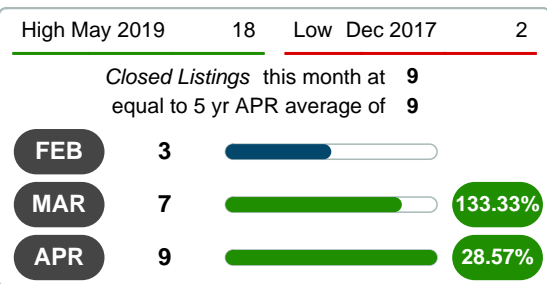 High May 2019 18 Low Dec 2017 2
Closed Listings this month at 9
equal to 5 yr APR average of 9
FEB 3
MAR 7 133.33%
APR 9 28.57%